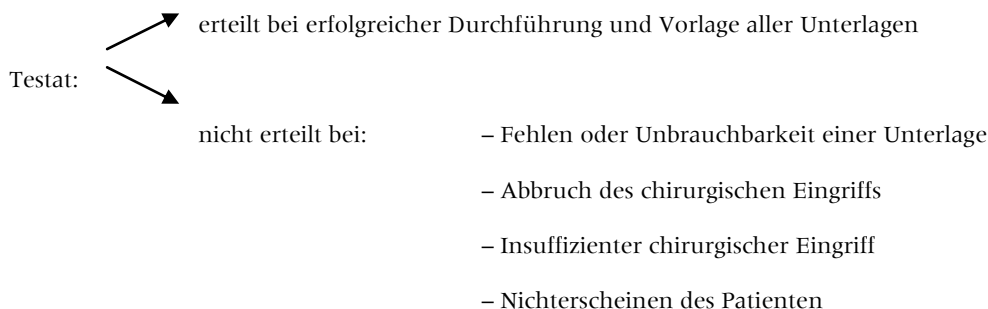 erteilt bei erfolgreicher Durchführung und Vorlage aller Unterlagen
Testat:
nicht erteilt bei: – Fehlen oder Unbrauchbarkeit einer Unterlage
– Abbruch des chirurgischen Eingriffs
– Insuffizienter chirurgischer Eingriff
– Nichterscheinen des Patienten